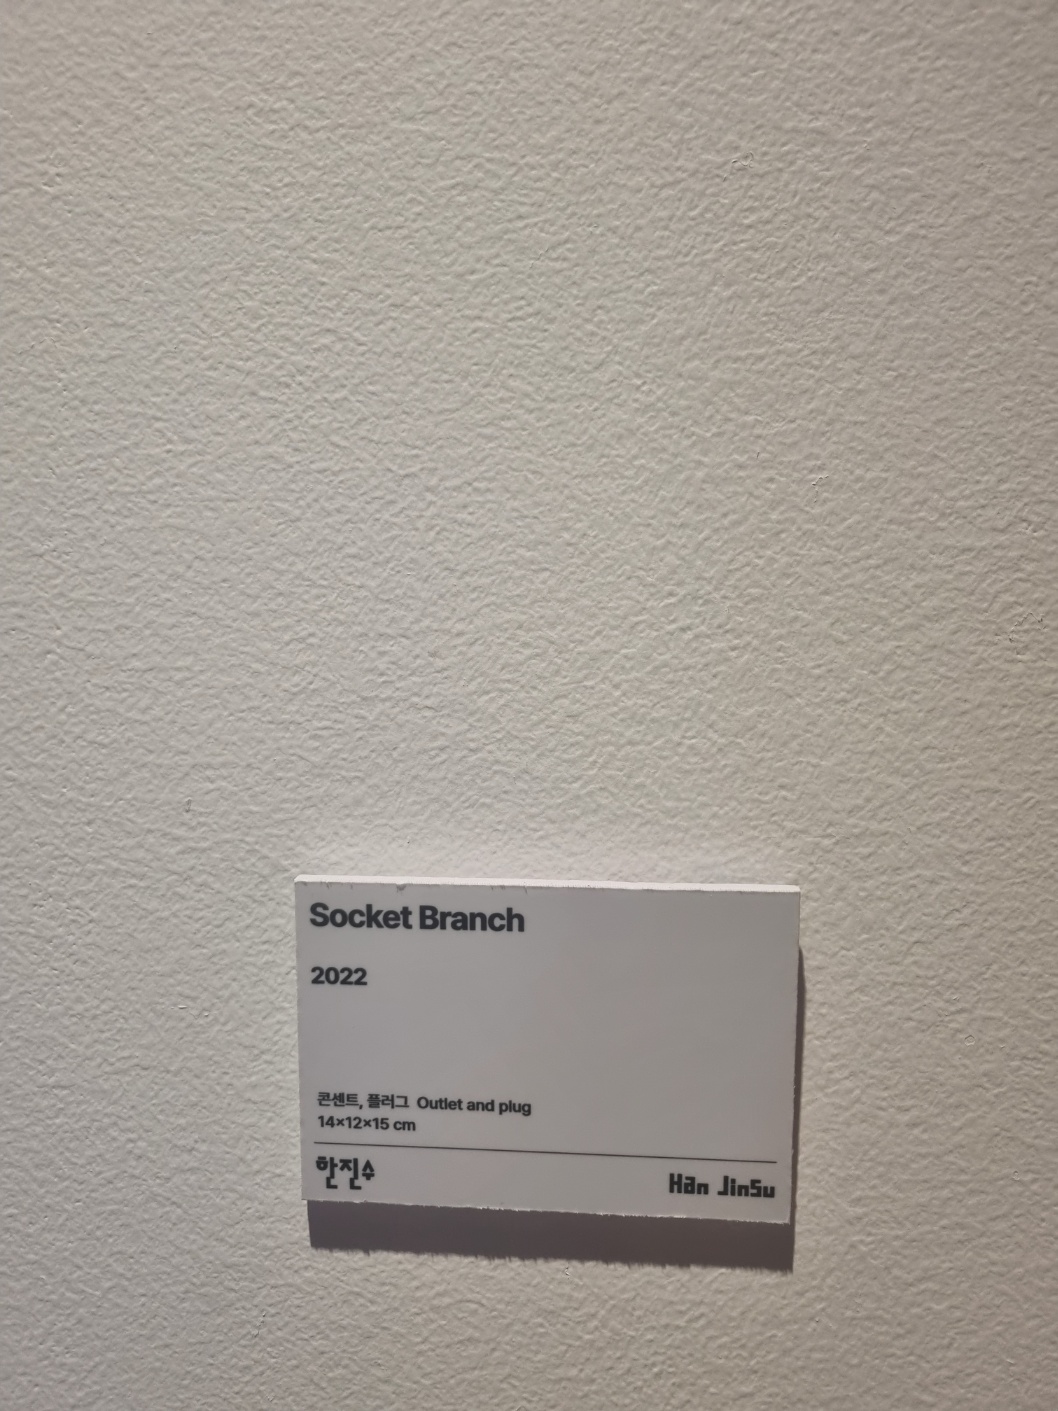 Socket Branch
2022
콘센트, 플러그 Outlet and plug
14×12×15 cm
한진수 Han JinSu